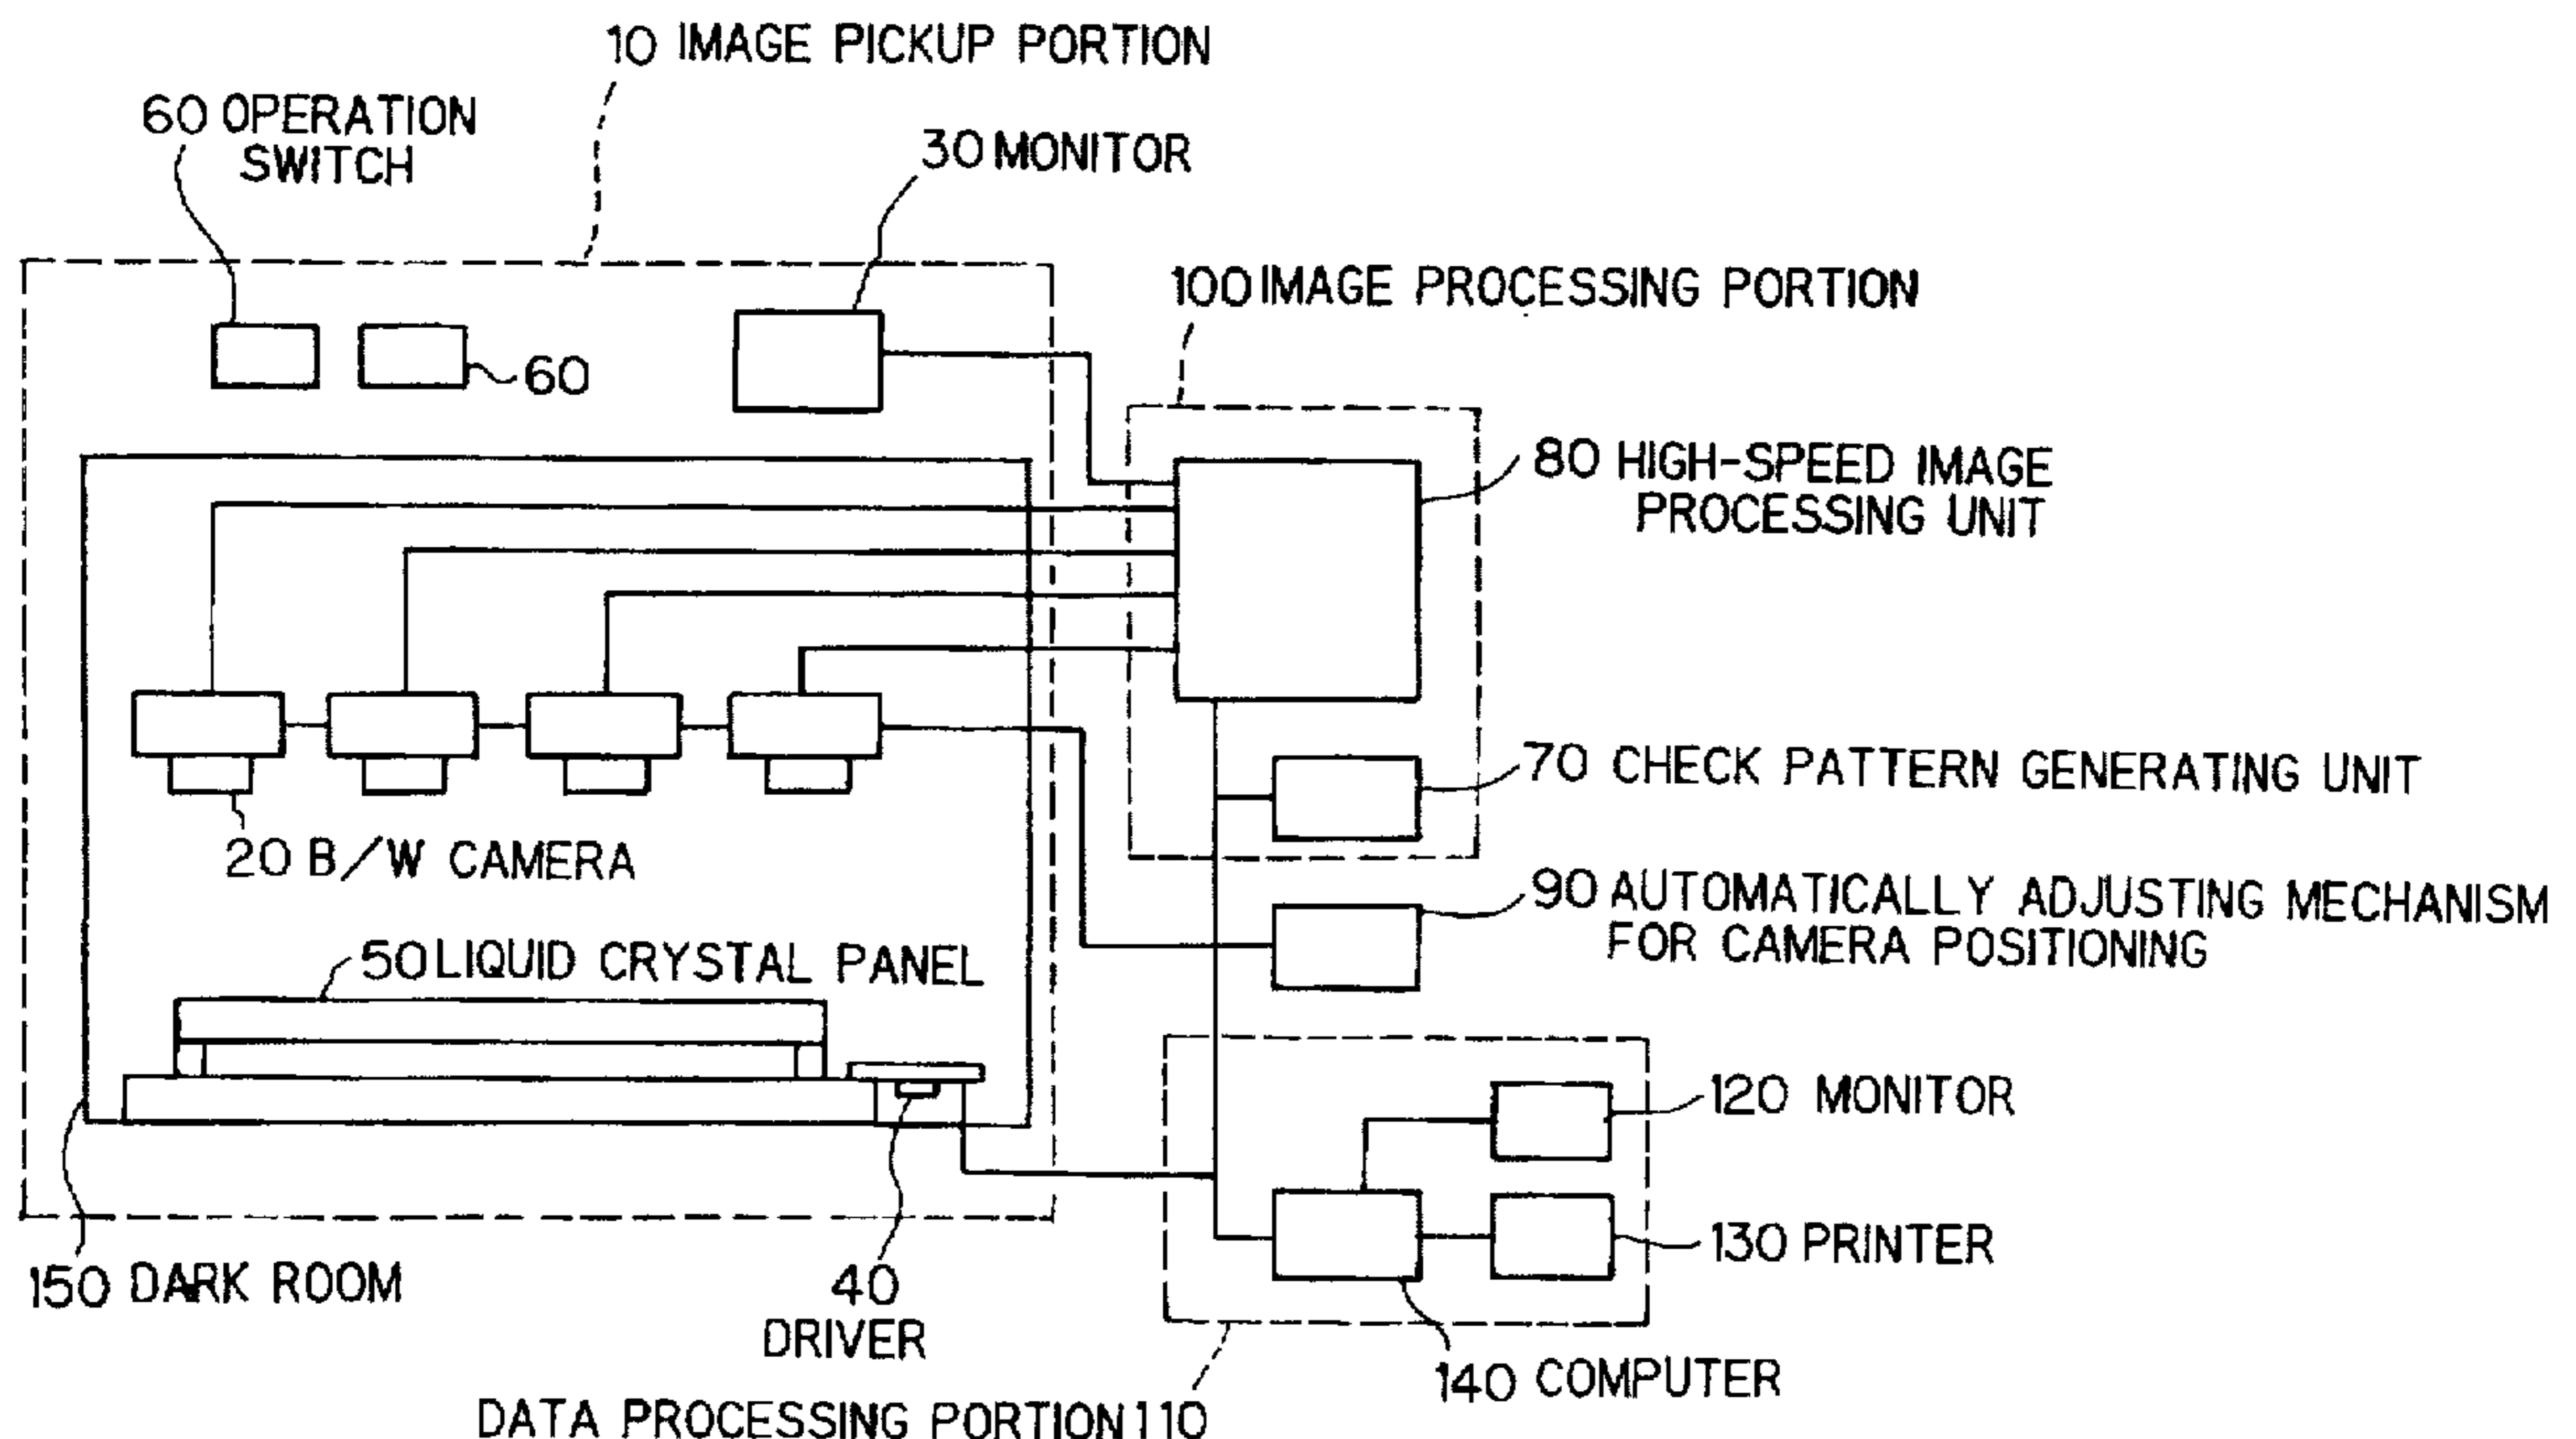 10 IMAGE PICKUP PORTION
60 OPERATION
SWITCH
30 MONITOR
60
100 IMAGE PROCESSING PORTION
80 HIGH-SPEED IMAGE
PROCESSING UNIT
70 CHECK PATTERN GENERATING UNIT
20 B/W CAMERA
90 AUTOMATICALLY ADJUSTING MECHANISM
FOR CAMERA POSITIONING
50 LIQUID CRYSTAL PANEL
120 MONITOR
130 PRINTER
150 DARK ROOM
40
DRIVER
140 COMPUTER
DATA PROCESSING PORTION 110